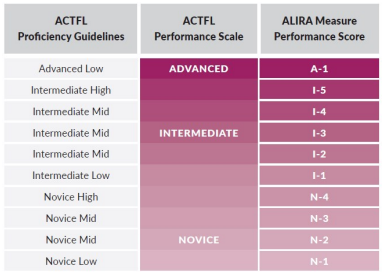 ACTFL
Proficiency Guidelines
ACTFL
Performance Scale
ALIRA Measure
Performance Score
Advanced Low ADVANCED A-1
Intermediate High I-5
Intermediate Mid I-4
Intermediate Mid INTERMEDIATE I-3
Intermediate Mid I-2
Intermediate Low I-1
Novice High N-4
Novice Mid N-3
Novice Mid NOVICE N-2
Novice Low N-1